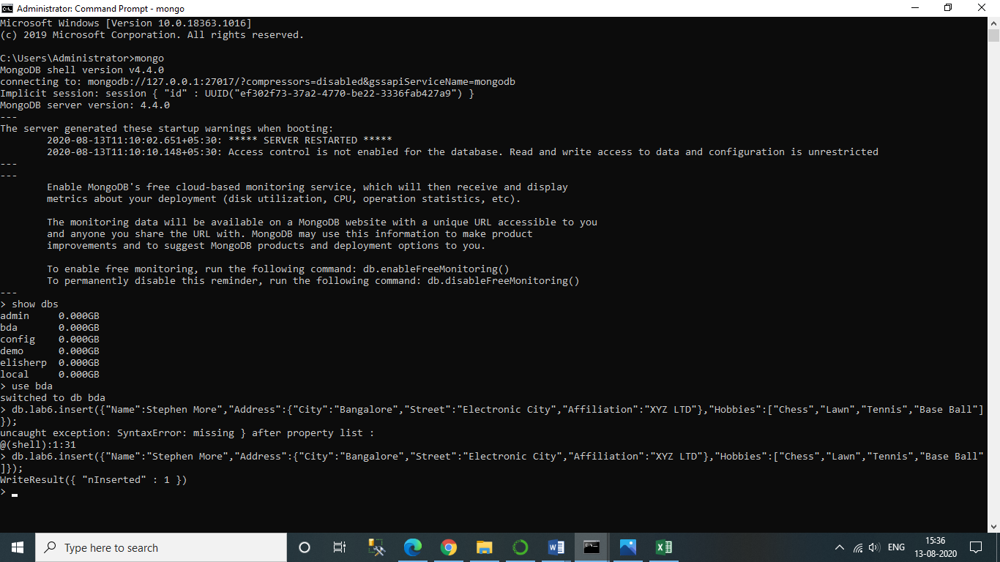 Administrator: Command Prompt - mongo
Microsoft Windows [Version 10.0.18363.1016]
(c) 2019 Microsoft Corporation. All rights reserved.
C:\Users\Administrator>mongo
MongoDB shell version v4.4.0
connecting to: mongodb://127.0.0.1:27017/?compressors=disabled&gssapiServiceName=mongodb
Implicit session: session { "id" : UUID("ef302f73-37a2-4770-be22-3336fab427a9") }
MongoDB server version: 4.4.0
---
The server generated these startup warnings when booting:
        2020-08-13T11:10:02.651+05:30: ***** SERVER RESTARTED *****
        2020-08-13T11:10:10.148+05:30: Access control is not enabled for the database. Read and write access to data and configuration is unrestricted
---
---
        Enable MongoDB's free cloud-based monitoring service, which will then receive and display
        metrics about your deployment (disk utilization, CPU, operation statistics, etc).
        The monitoring data will be available on a MongoDB website with a unique URL accessible to you
        and anyone you share the URL with. MongoDB may use this information to make product
        improvements and to suggest MongoDB products and deployment options to you.
        To enable free monitoring, run the following command: db.enableFreeMonitoring()
        To permanently disable this reminder, run the following command: db.disableFreeMonitoring()
---
> show dbs
admin     0.000GB
bda       0.000GB
config    0.000GB
demo      0.000GB
elisherp  0.000GB
local     0.000GB
> use bda
switched to db bda
> db.lab6.insert({"Name":Stephen More","Address":{"City":"Bangalore","Street":"Electronic City","Affiliation":"XYZ LTD"},"Hobbies":["Chess","Lawn","Tennis","Base Ball"]
});
uncaught exception: SyntaxError: missing } after property list :
@(shell):1:31
> db.lab6.insert({"Name":"Stephen More","Address":{"City":"Bangalore","Street":"Electronic City","Affiliation":"XYZ LTD"},"Hobbies":["Chess","Lawn","Tennis","Base Ball"
]});
WriteResult({ "nInserted" : 1 })
>
Type here to search
ENG
15:36
13-08-2020